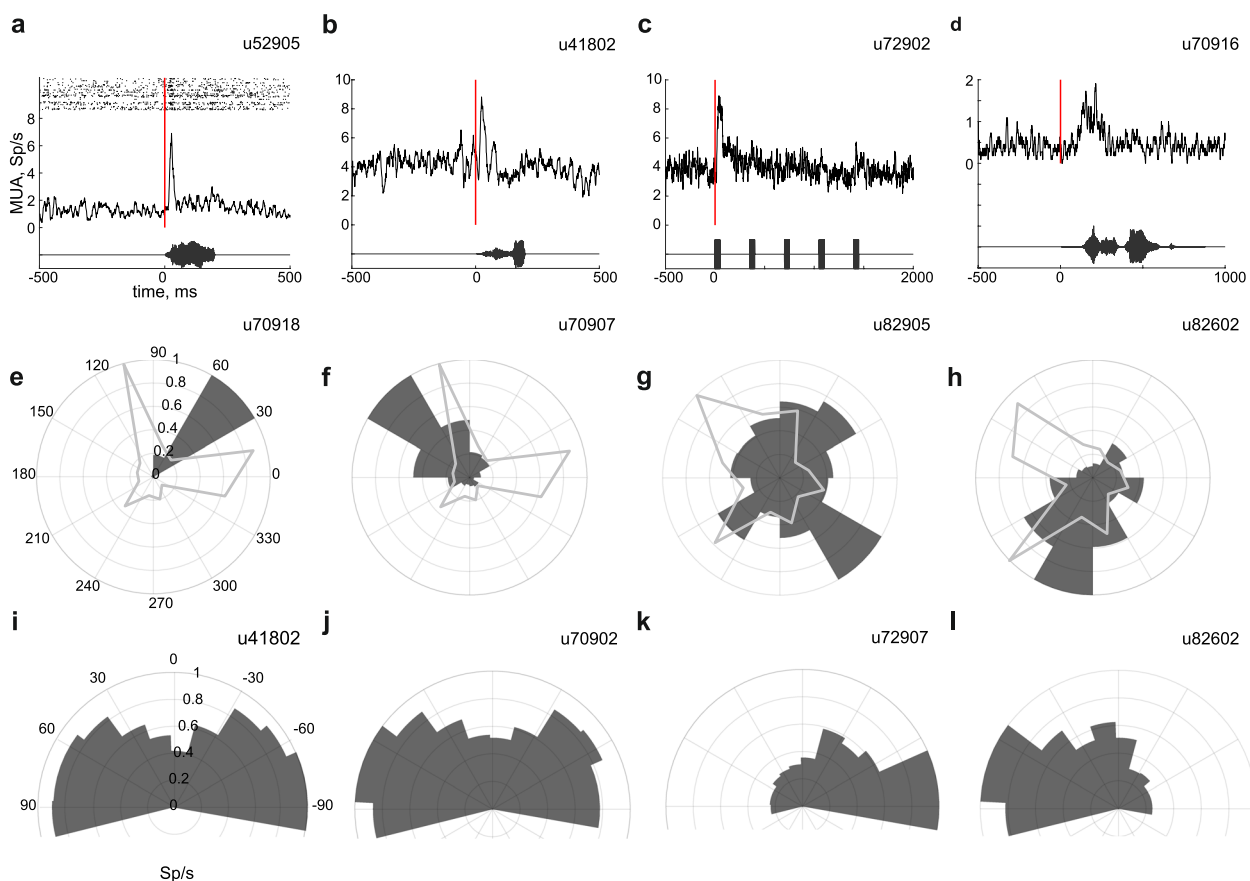 a
u52905
b
u41802
c
u72902
d
u70916
MUA, Sp/s
8
6
4
2
0
-500
0
500
time, ms
10
8
6
4
2
0
-500
0
500
10
8
6
4
2
0
-500
0
2000
2
1
0
-500
0
1000
e
u70918
f
u70907
g
u82905
h
u82602
90
60
30
0
330
300
270
240
210
180
150
120
1
0.8
0.6
0.4
0.2
0
i
u41802
j
u70902
k
u72907
l
u82602
90
60
30
0
-30
-60
-90
1
0.8
0.6
0.4
0.2
0
Sp/s